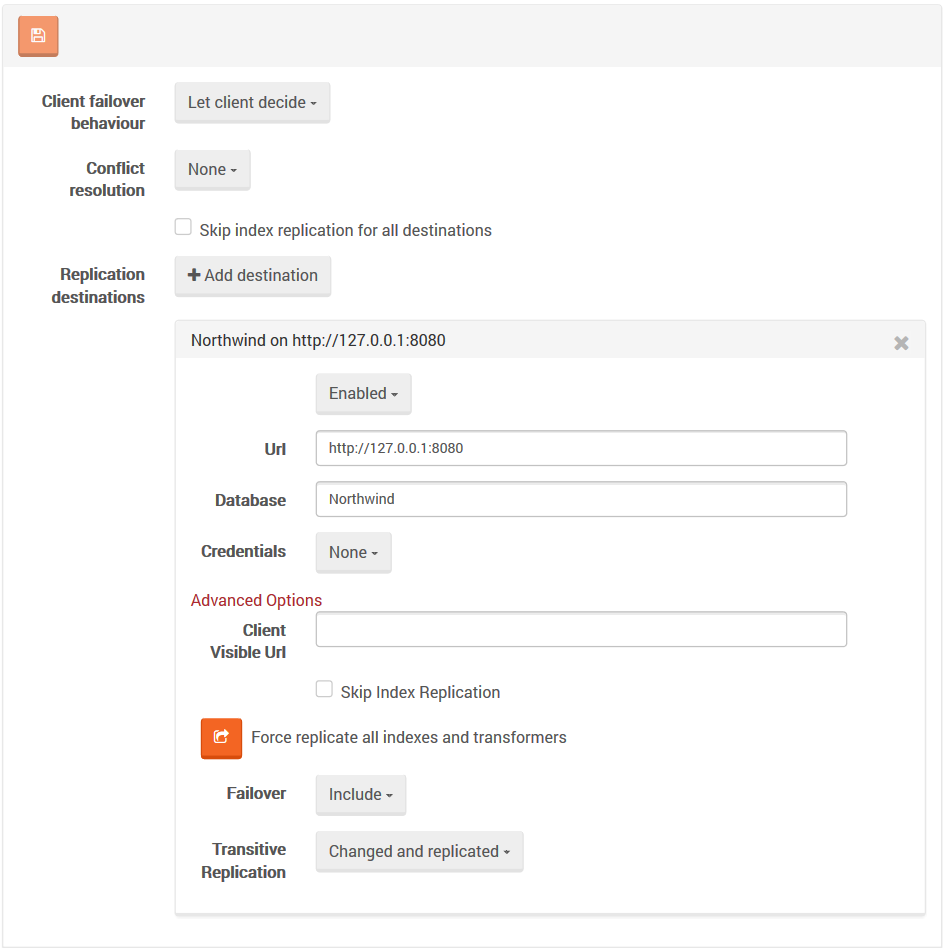 Client failover
behaviour
Let client decide
Conflict
resolution
None
Skip index replication for all destinations
Replication
destinations
Add destination
Northwind on http://127.0.0.1:8080
Enabled
Url
http://127.0.0.1:8080
Database
Northwind
Credentials
None
Advanced Options
Client
Visible Url
Skip Index Replication
Force replicate all indexes and transformers
Failover
Include
Transitive
Replication
Changed and replicated